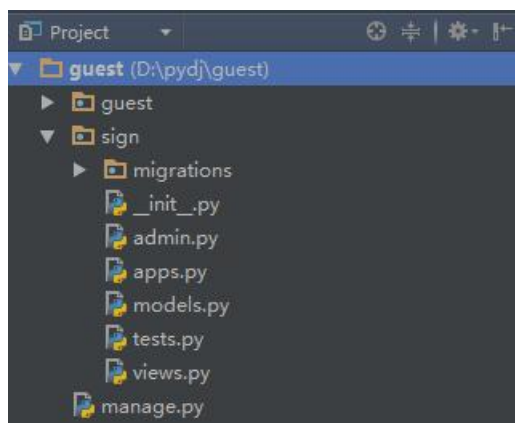 Project
guest (D:\pydj\guest)
guest
sign
migrations
__init__.py
admin.py
apps.py
models.py
tests.py
views.py
manage.py